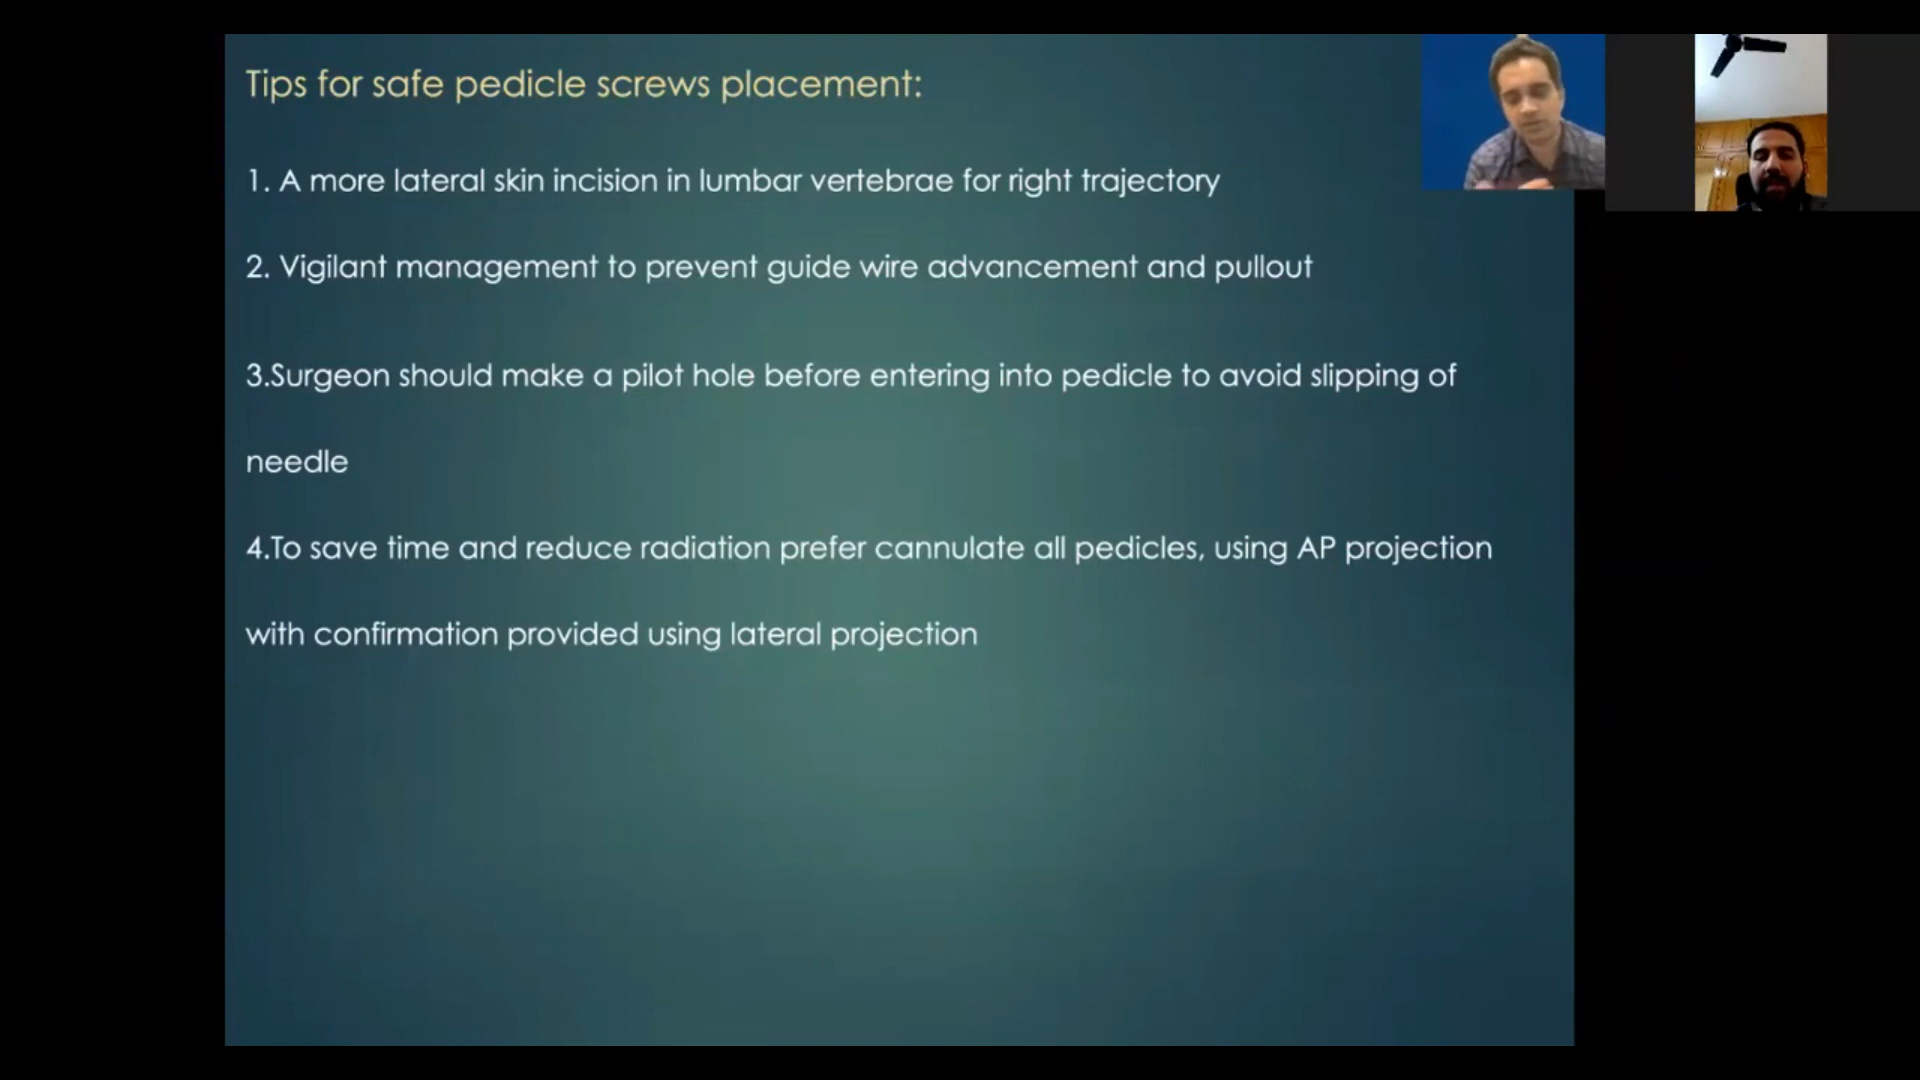 Tips for safe pedicle screws placement:
1. A more lateral skin incision in lumbar vertebrae for right trajectory
2. Vigilant management to prevent guide wire advancement and pullout
3.Surgeon should make a pilot hole before entering into pedicle to avoid slipping of
needle
4.To save time and reduce radiation prefer cannulate all pedicles, using AP projection
with confirmation provided using lateral projection